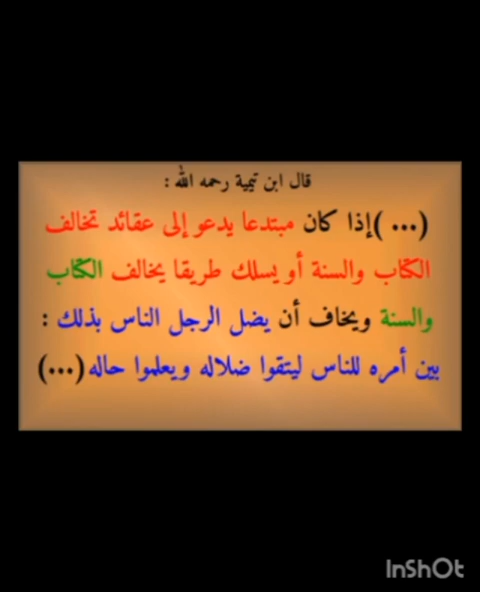 قال ابن تيمية رحمه الله :
(... )إذا كان مبتدعا يدعو إلى عقائد تخالف
الكتاب والسنة أو يسلك طريقا يخالف الكتاب
والسنة ويخاف أن يضل الرجل الناس بذلك :
بين أمره للناس ليتقوا ضلاله ويعلموا حاله (...)
InShOt